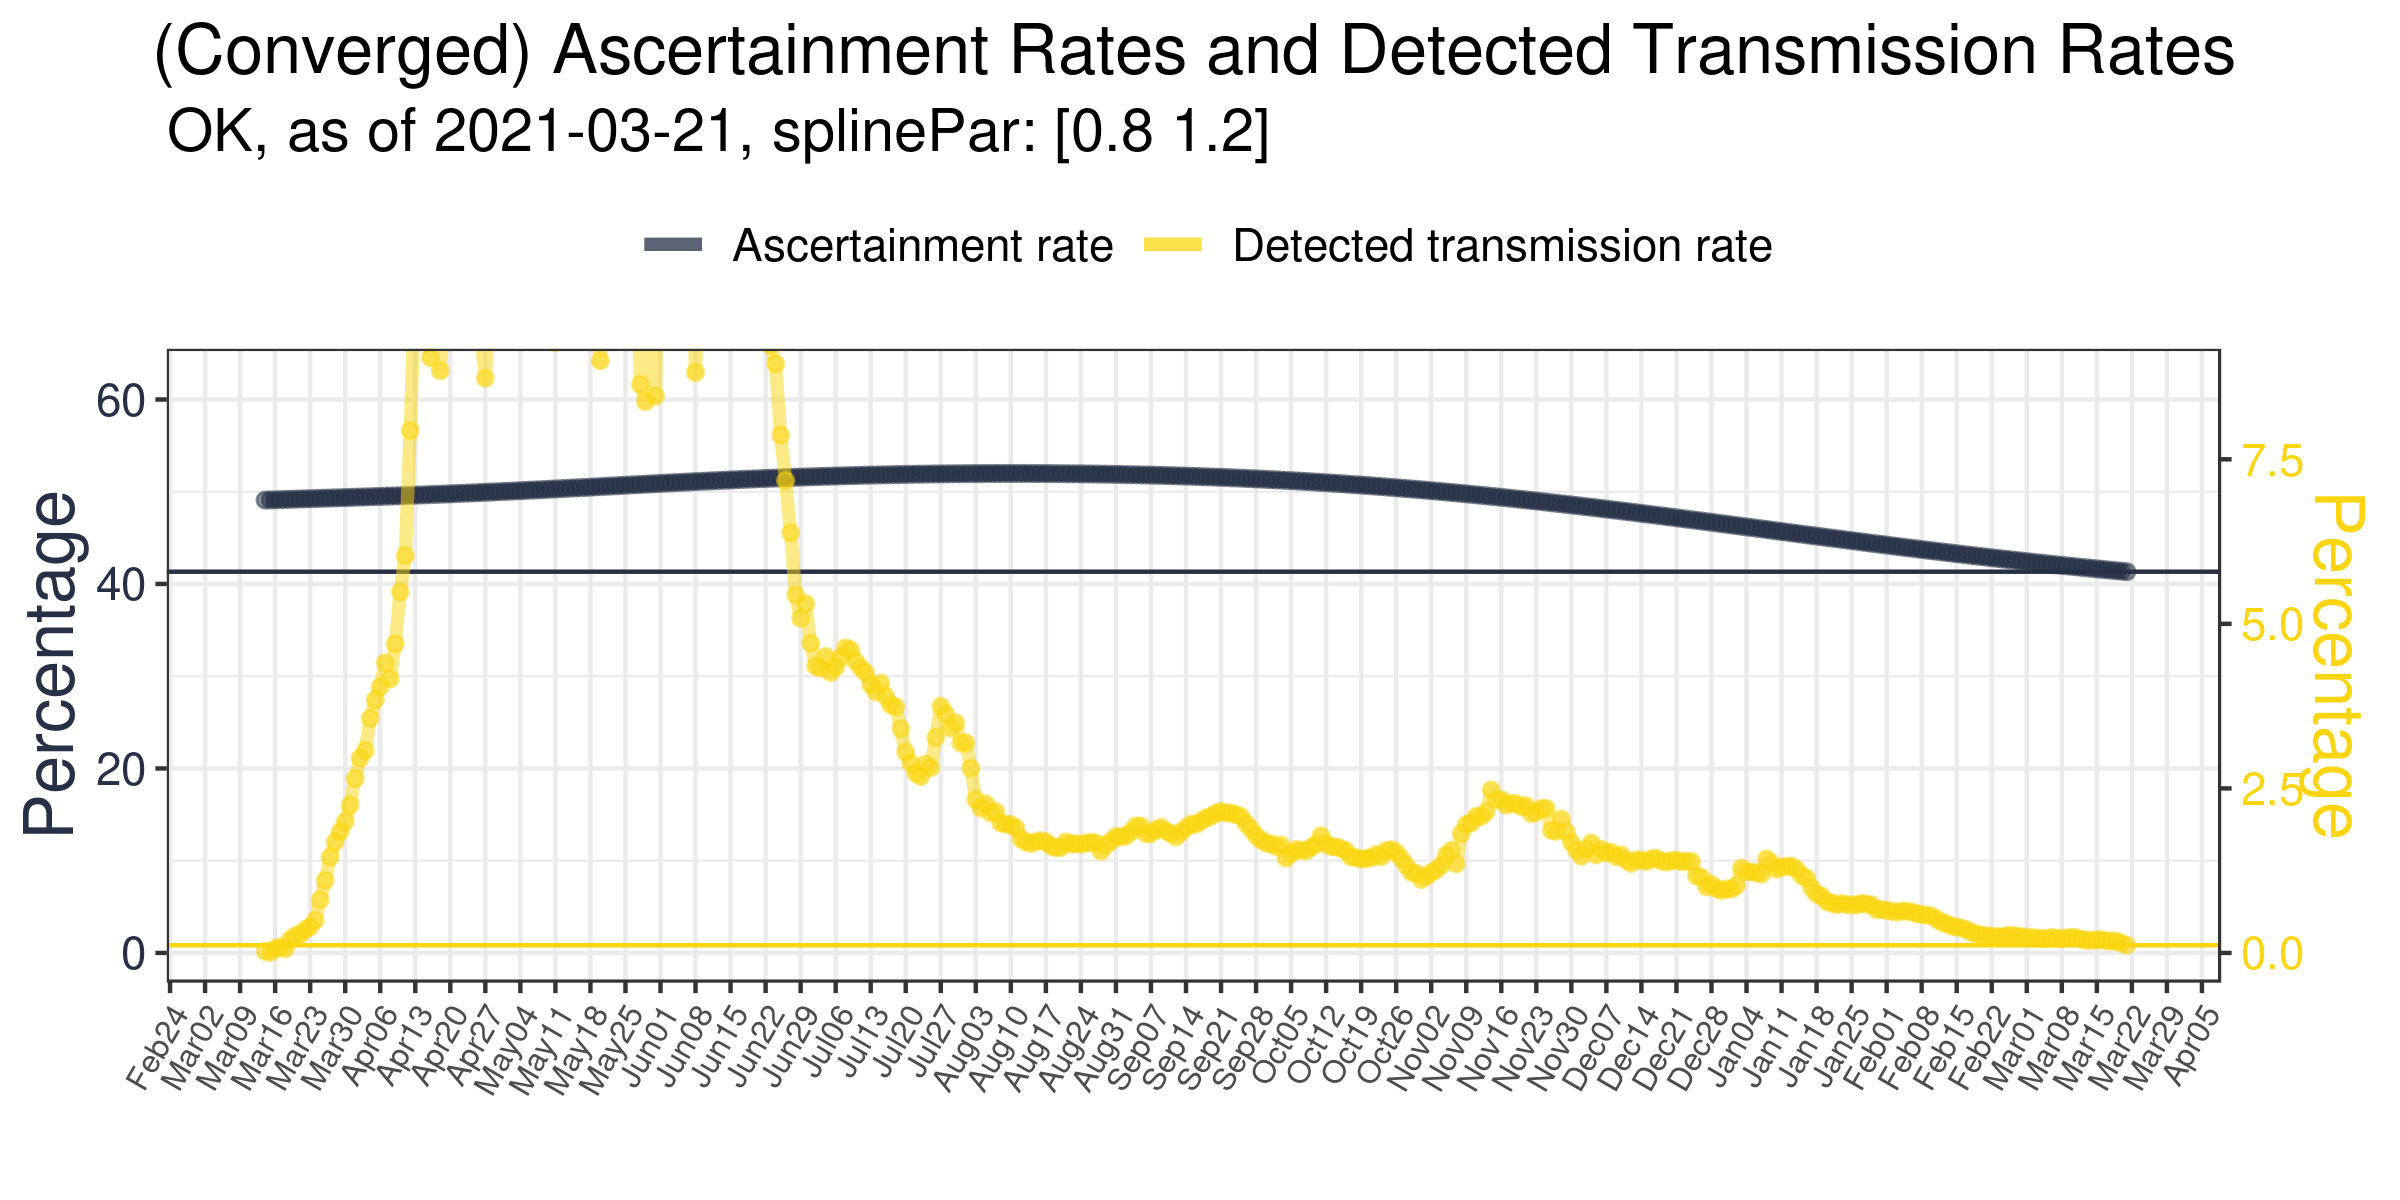 (Converged) Ascertainment Rates and Detected Transmission Rates
OK, as of 2021-03-21, splinePar: [0.8 1.2]
Ascertainment rate
Detected transmission rate
Percentage
60
40
20
0
7.5
5.0
2.5
0.0
Percentage
Feb24
Mar02
Mar09
Mar16
Mar23
Mar30
Apr06
Apr13
Apr20
Apr27
May04
May11
May18
May25
Jun01
Jun08
Jun15
Jun22
Jun29
Jul06
Jul13
Jul20
Jul27
Aug03
Aug10
Aug17
Aug24
Aug31
Sep07
Sep14
Sep21
Sep28
Oct05
Oct12
Oct19
Oct26
Nov02
Nov09
Nov16
Nov23
Nov30
Dec07
Dec14
Dec21
Dec28
Jan04
Jan11
Jan18
Jan25
Feb01
Feb08
Feb15
Feb22
Mar01
Mar08
Mar15
Mar22
Mar29
Apr05